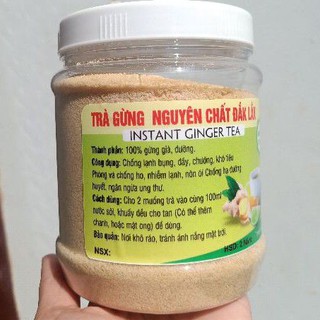 TRÀ GỪNG NGUYÊN CHẤT ĐẮK LẮK
INSTANT GINGER TEA
Thành phần: 100% gừng già, đường.
Công dụng: Chống lạnh bụng, đầy, chướng, khó tiêu
Phong và chống ho, nhiễm lạnh, nôn ói Chống hạ đường
huyết, ngăn ngừa ung thư.
Cách dùng: Cho 2 muỗng trà vào cùng 100ml
nước sôi, khuấy đều cho tan (Có thể thêm
chanh, hoặc mật ong) để dùng.
Bảo quản: Nơi khô ráo, tránh ánh nắng mặt trời.
NSX:
HSD: 2